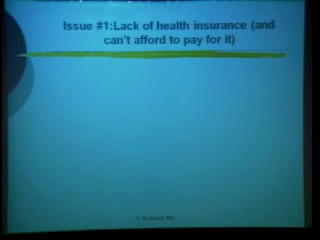 Issue #1:Lack of health insurance (and
can't afford to pay for it)